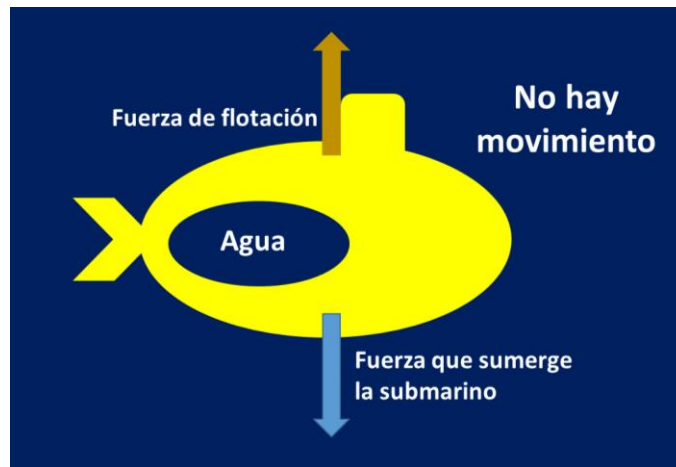 Fuerza de flotación
No hay
movimiento
Agua
Fuerza que sumerge
la submarino